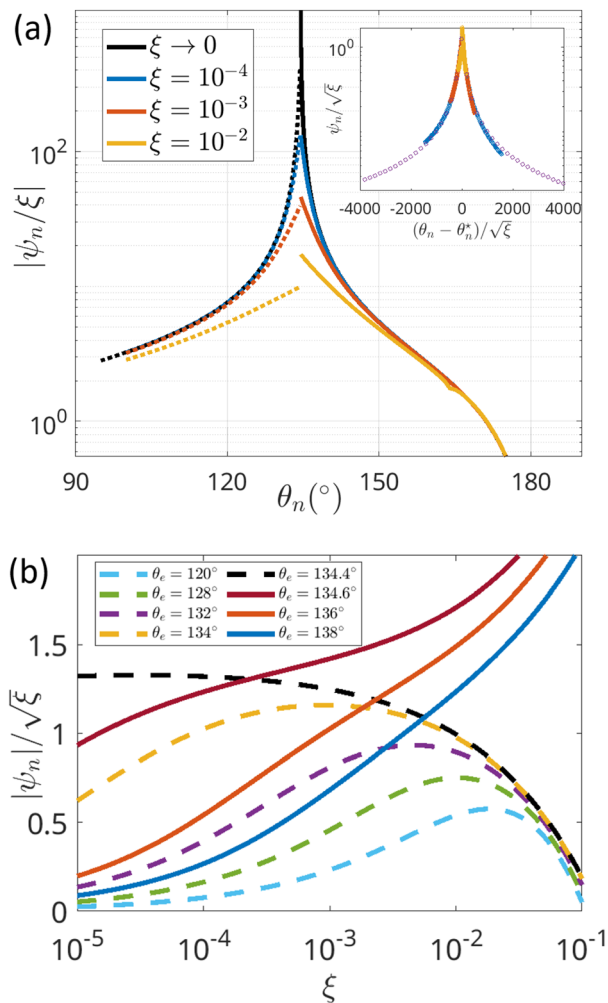 (a)
ξ → 0
ξ = 10⁻⁴
ξ = 10⁻³
ξ = 10⁻²
|ψₙ/ξ|
10²
10⁰
90
120
150
180
θₙ(°)
10⁰
ψₙ/√ξ
-4000
-2000
0
2000
4000
(θₙ − θₙ*)/√ξ
(b)
θₑ = 120°
θₑ = 128°
θₑ = 132°
θₑ = 134°
θₑ = 134.4°
θₑ = 134.6°
θₑ = 136°
θₑ = 138°
|ψₙ|/√ξ
1.5
1
0.5
0
10⁻⁵
10⁻⁴
10⁻³
10⁻²
10⁻¹
ξ